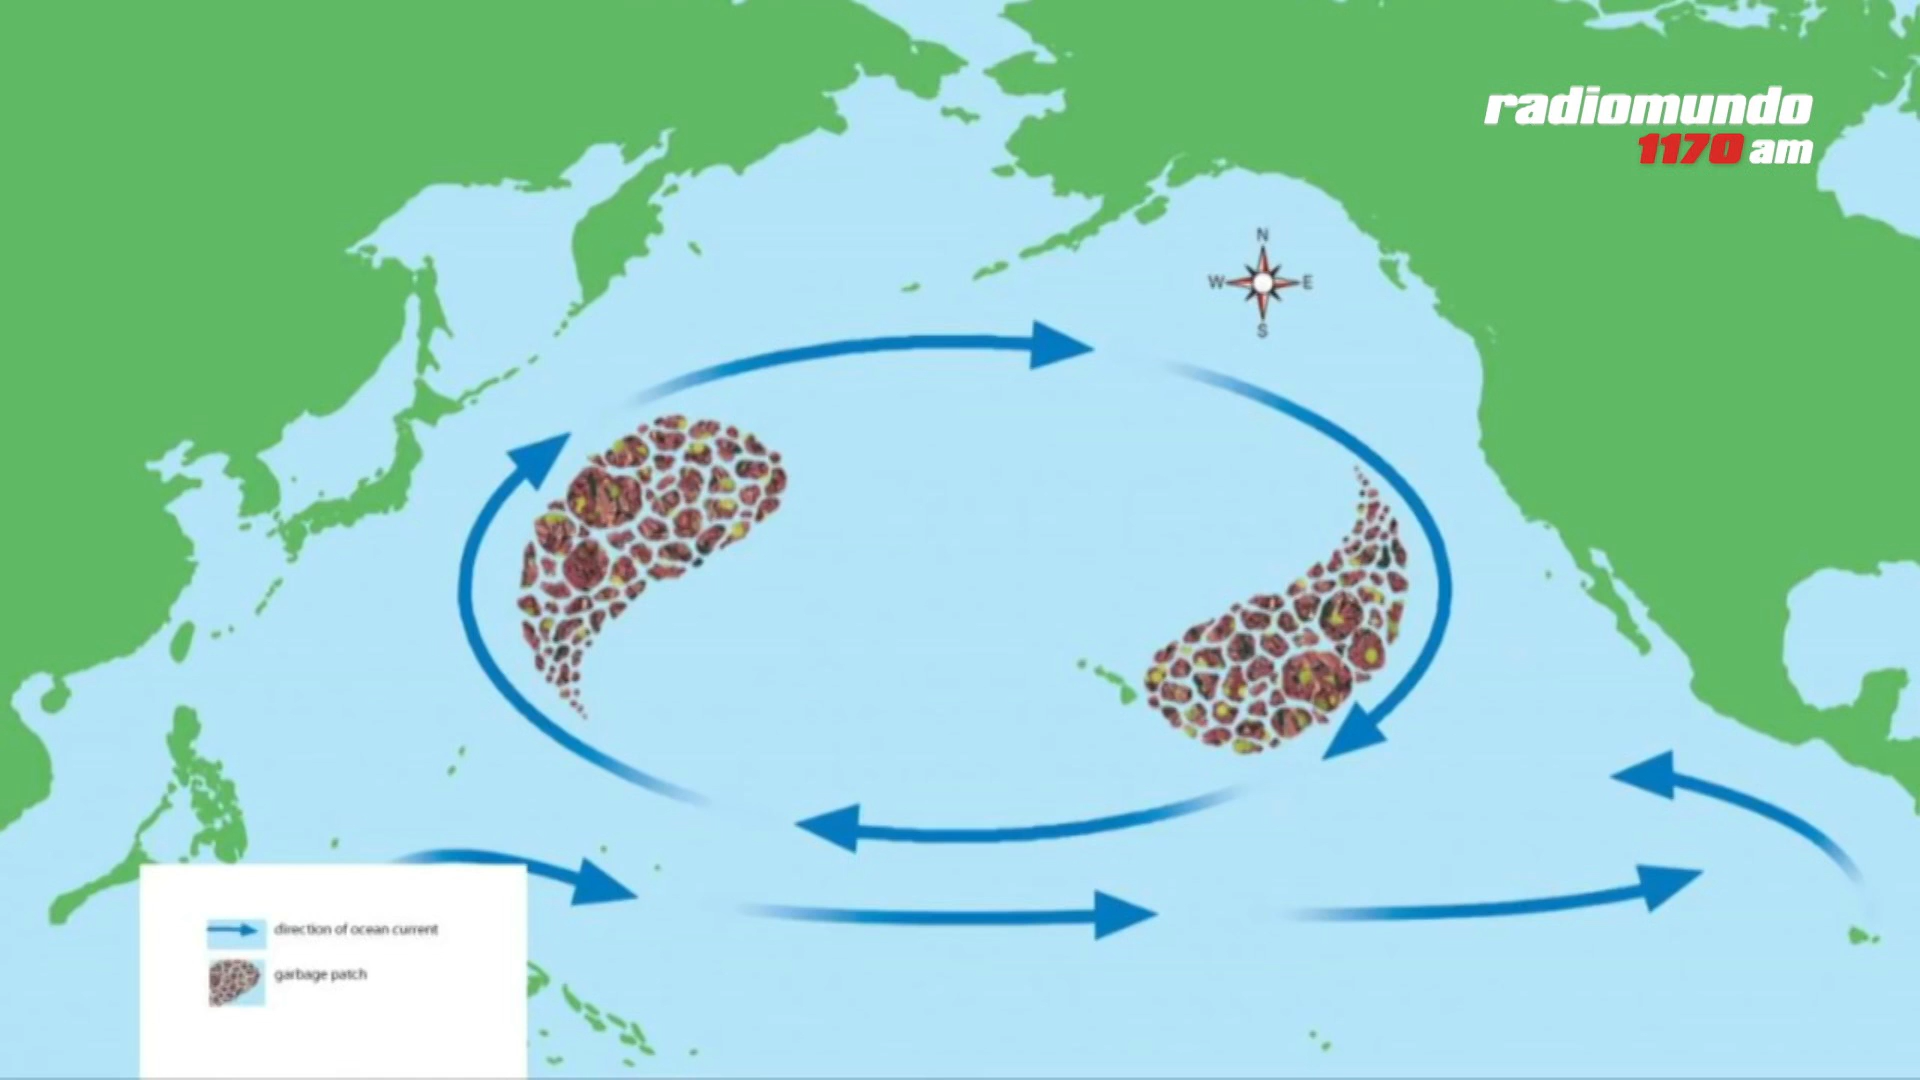 radiomundo
1170 am
N
W E
S
direction of ocean current
garbage patch